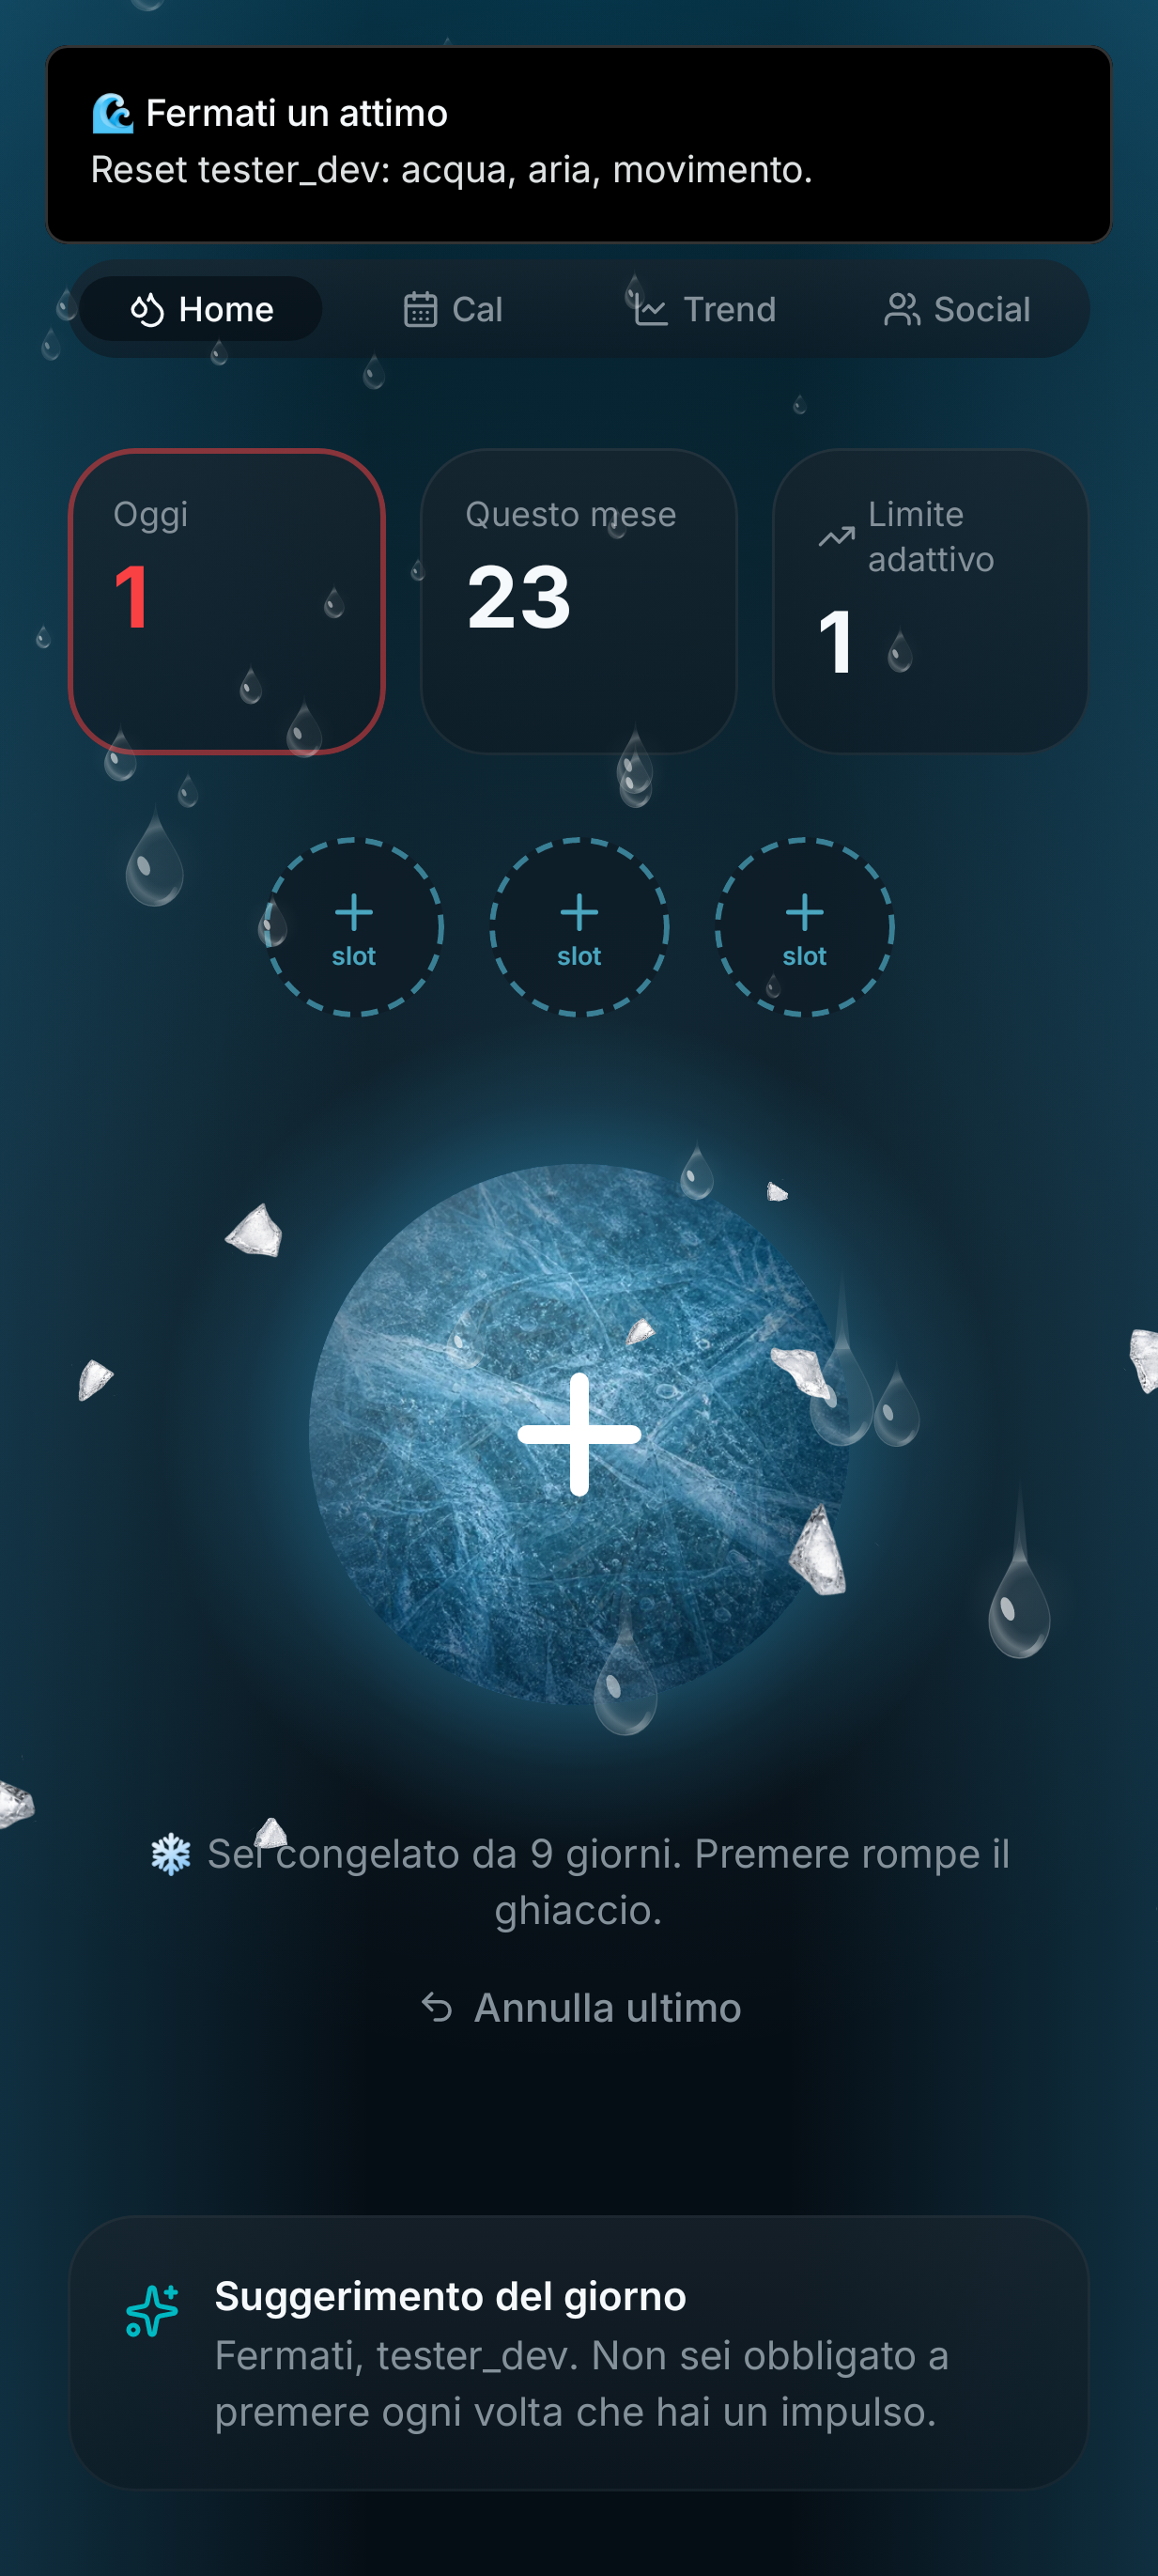 🌊 Fermati un attimo
Reset tester_dev: acqua, aria, movimento.
Home
Cal
Trend
Social
Oggi
1
Questo mese
23
Limite
adattivo
1
slot
slot
slot
❄️ Sei congelato da 9 giorni. Premere rompe il
ghiaccio.
Annulla ultimo
Suggerimento del giorno
Fermati, tester_dev. Non sei obbligato a
premere ogni volta che hai un impulso.